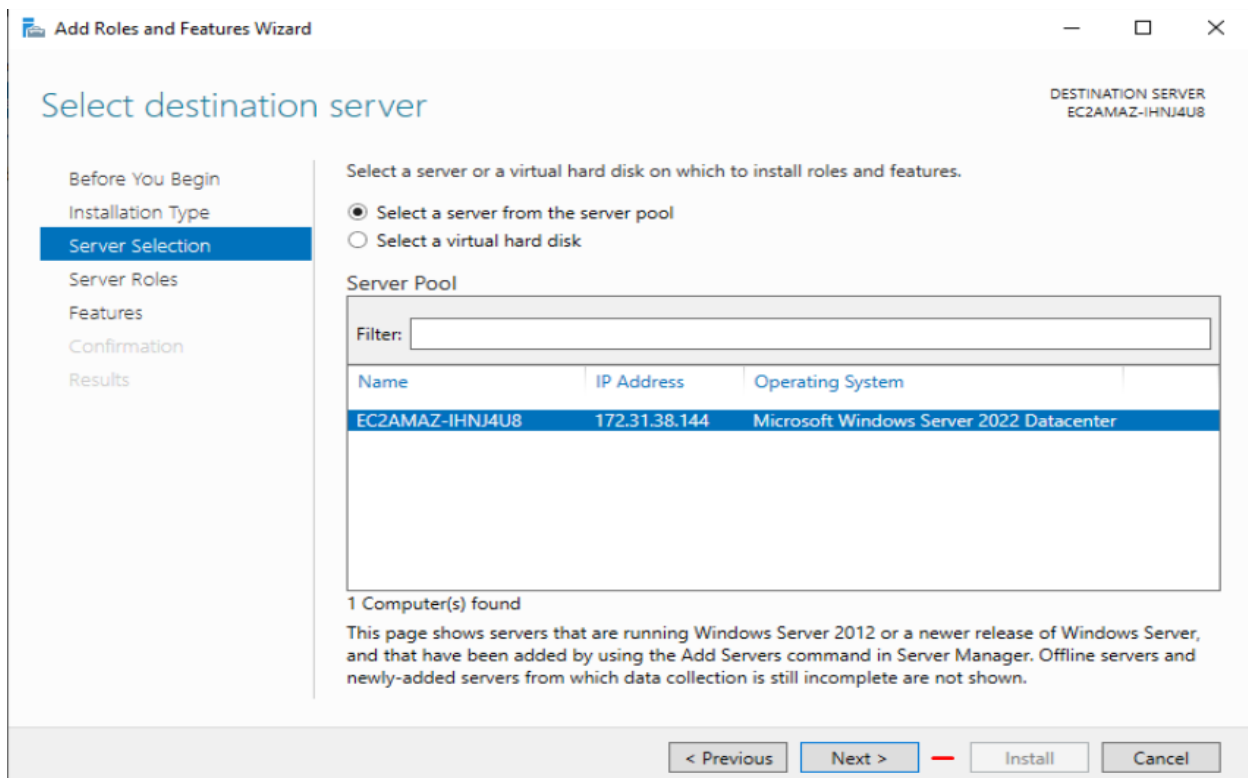 Add Roles and Features Wizard
Select destination server
DESTINATION SERVER
EC2AMAZ-IHNJ4U8
Before You Begin
Installation Type
Server Selection
Server Roles
Features
Confirmation
Results
Select a server or a virtual hard disk on which to install roles and features.
Select a server from the server pool
Select a virtual hard disk
Server Pool
Filter:
Name IP Address Operating System
EC2AMAZ-IHNJ4U8 172.31.38.144 Microsoft Windows Server 2022 Datacenter
1 Computer(s) found
This page shows servers that are running Windows Server 2012 or a newer release of Windows Server,
and that have been added by using the Add Servers command in Server Manager. Offline servers and
newly-added servers from which data collection is still incomplete are not shown.
< Previous Next > Install Cancel